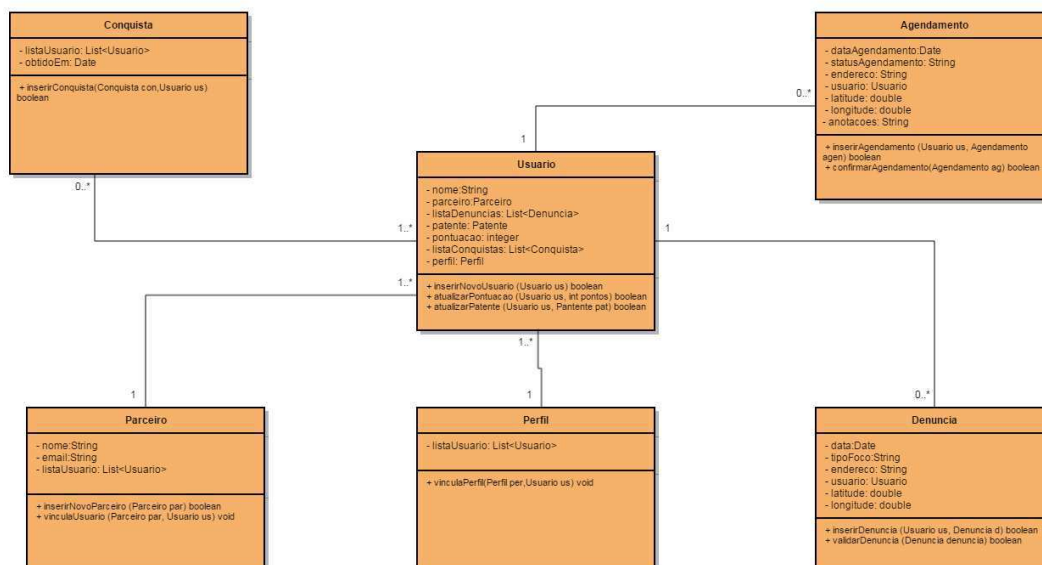 Conquista
- listaUsuario: List<Usuario>
- obtidoEm: Date
+ inserirConquista(Conquista con,Usuario us)
boolean
0..*
Agendamento
- dataAgendamento:Date
- statusAgendamento: String
- endereco: String
- usuario: Usuario
- latitude: double
- longitude: double
- anotacoes: String
+ inserirAgendamento (Usuario us, Agendamento
agen) boolean
+ confirmarAgendamento(Agendamento ag) boolean
0..*
1
Usuario
- nome:String
- parceiro:Parceiro
- listaDenuncias: List<Denuncia>
- patente: Patente
- pontuacao: integer
- listaConquistas: List<Conquista>
- perfil: Perfil
+ inserirNovoUsuario (Usuario us) boolean
+ atualizarPontuacao (Usuario us, int pontos) boolean
+ atualizarPatente (Usuario us, Pantente pat) boolean
1..*
1
1..*
1..*
1
Parceiro
- nome:String
- email:String
- listaUsuario: List<Usuario>
+ inserirNovoParceiro (Parceiro par) boolean
+ vinculaUsuario (Parceiro par, Usuario us) void
1
Perfil
- listaUsuario: List<Usuario>
+ vinculaPerfil(Perfil per,Usuario us) void
0..*
Denuncia
- data:Date
- tipoFoco:String
- endereco: String
- usuario: Usuario
- latitude: double
- longitude: double
+ inserirDenuncia (Usuario us, Denuncia d) boolean
+ validarDenuncia (Denuncia denuncia) boolean